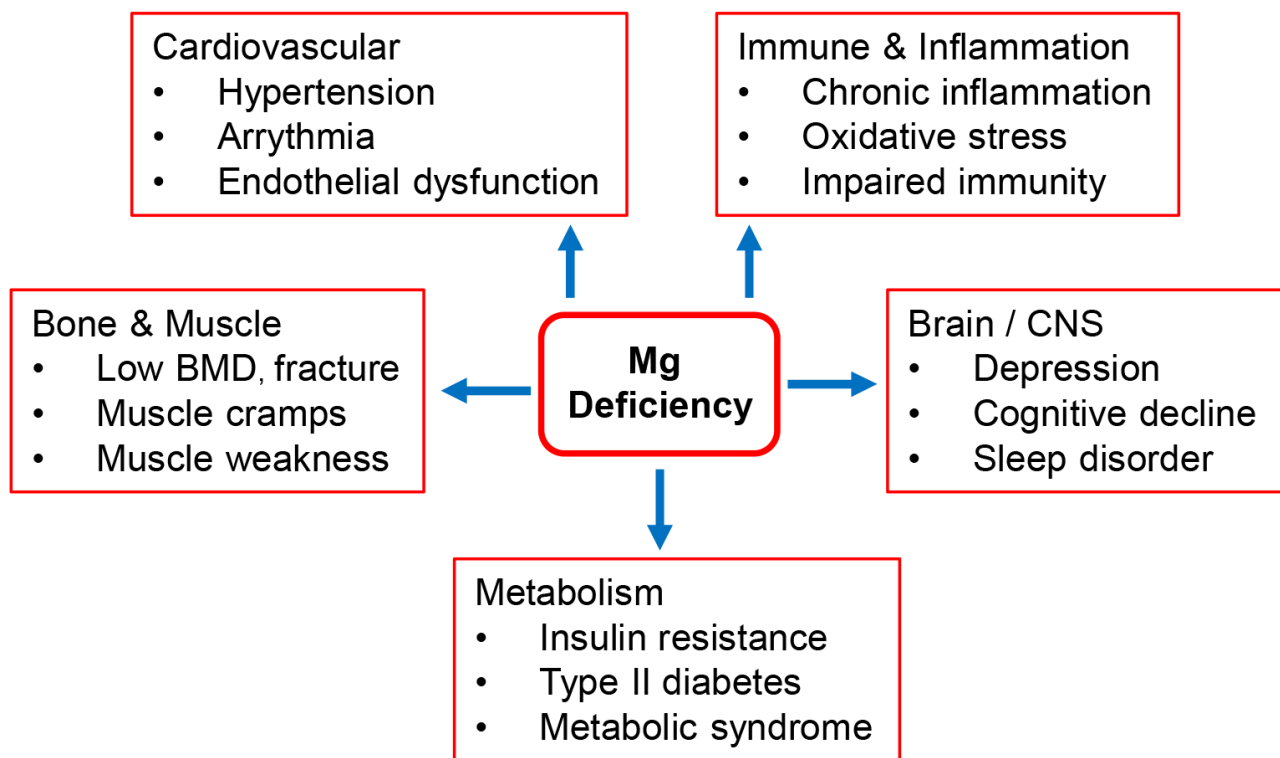 Cardiovascular
• Hypertension
• Arrythmia
• Endothelial dysfunction
Immune & Inflammation
• Chronic inflammation
• Oxidative stress
• Impaired immunity
Bone & Muscle
• Low BMD, fracture
• Muscle cramps
• Muscle weakness
Mg
Deficiency
Brain / CNS
• Depression
• Cognitive decline
• Sleep disorder
Metabolism
• Insulin resistance
• Type II diabetes
• Metabolic syndrome